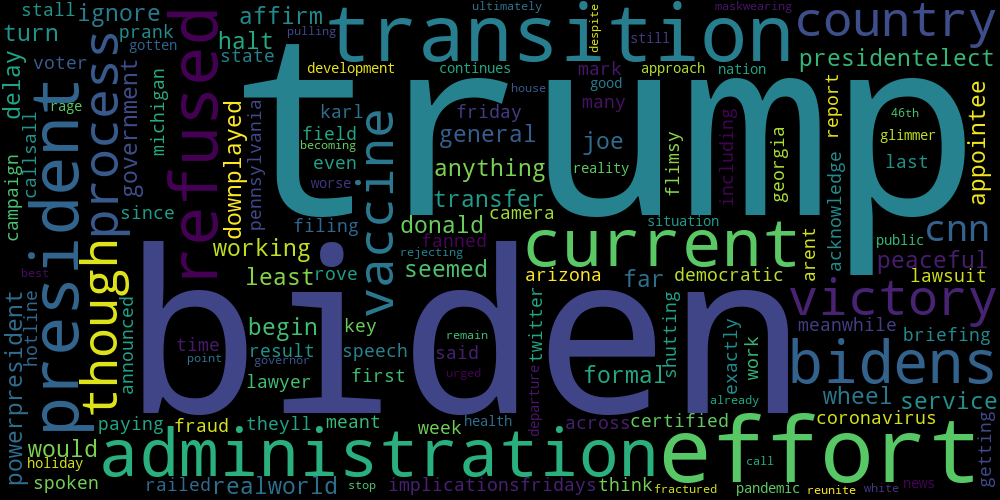 stall ignore
turn
prank
gotten
voter
delay
rage
callsall
campaign
president
process
though
government
michigan
refused
affirm
halt
state
downplayed
pennsylvania
pulling
ultimately
transition
despite
still
maskwearing
country
presidentelect
development
continues
mark
approach
nation
house
good
many
trump
karl
field
becoming
even
worse
vaccine
friday
general
joe
anything
reality
flimsy
including
georgia
report
46th
glimmer
last
acknowledge
appointee
since
filing
donald
transfer
camera
fanned
rejecting
situation
current
arent
public
cnn
peaceful
lawsuit
working
least
rove
seemed
arizona
far
democratic
victory
best
hotline
powerpresident
announced
biden
begin
key
time
result
speech
point
governor
lawyer
first
remain
said
urged
departure
twitter
formal
shutting
exactly
work
already
meanwhile
briefing
bidens
wheel
service
paying
fraud
theyll
meant
week
health
across
certified
coronavirus
getting
would
holiday
spoken
administration
effort
call
railed
realworld
stop
implicationsfridays
think
fractured
pandemic
reunite
white
news